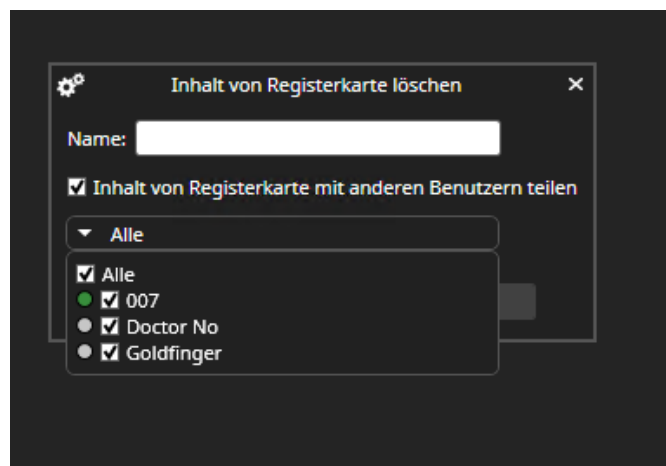 Inhalt von Registerkarte löschen
Name:
Inhalt von Registerkarte mit anderen Benutzern teilen
Alle
Alle
007
Doctor No
Goldfinger